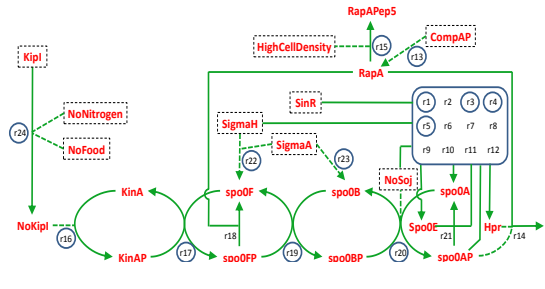 RapAPep5
HighCellDensity
r15
CompAP
r13
RapA
KipI
SinR
r1 r2 r3 r4
r5 r6 r7 r8
r9 r10 r11 r12
NoNitrogen
r24
NoFood
SigmaH
SigmaA
r22
r23
NoSoj
KinA
spo0F
spo0B
spo0A
NoKipI
r16
Spo0E
Hpr
r18
r21
r14
KinAP
r17
spo0FP
r19
spo0BP
r20
spo0AP